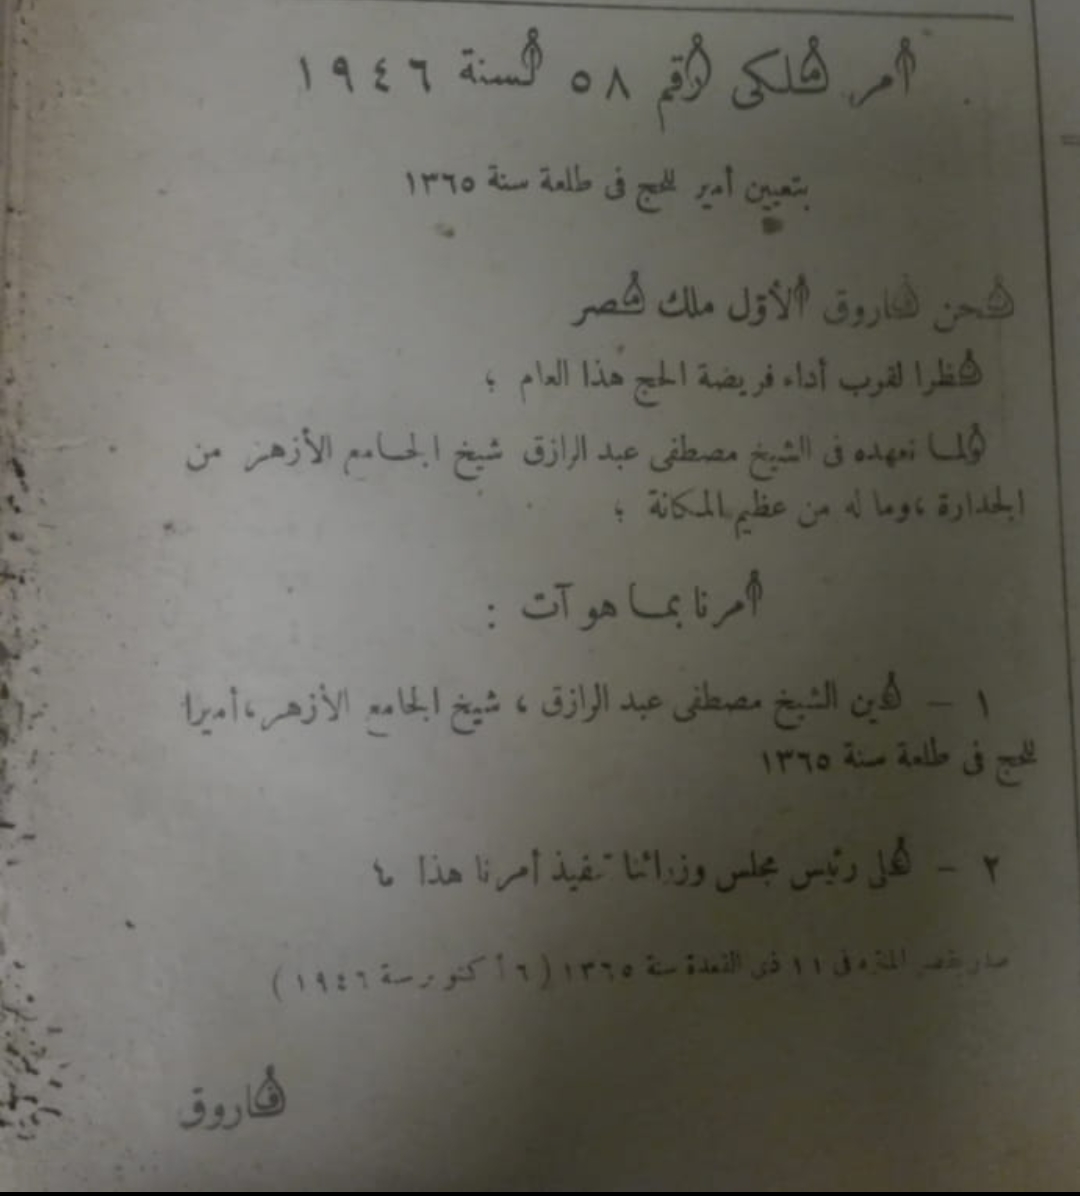 أمر ملكى رقم ٥٨ لسنة ١٩٤٦
بتعيين أمير للحج فى طلعة سنة ١٣٦٥
نحن فاروق الأول ملك مصر
نظرا لقرب أداء فريضة الحج هذا العام ؛
ولما نعهده فى الشيخ مصطفى عبد الرازق شيخ الجامع الأزهر من
الجدارة ، وما له من عظيم المكانة ؛
أمرنا بما هو آت :
١ – عين الشيخ مصطفى عبد الرازق ، شيخ الجامع الأزهر ، أميرا
للحج فى طلعة سنة ١٣٦٥
٢ – على رئيس مجلس وزرائنا تنفيذ أمرنا هذا ما
صدر بقصر المنتزه فى ١١ ذى القعدة سنة ١٣٦٥ (٦ أكتوبر سنة ١٩٤٦)
فاروق